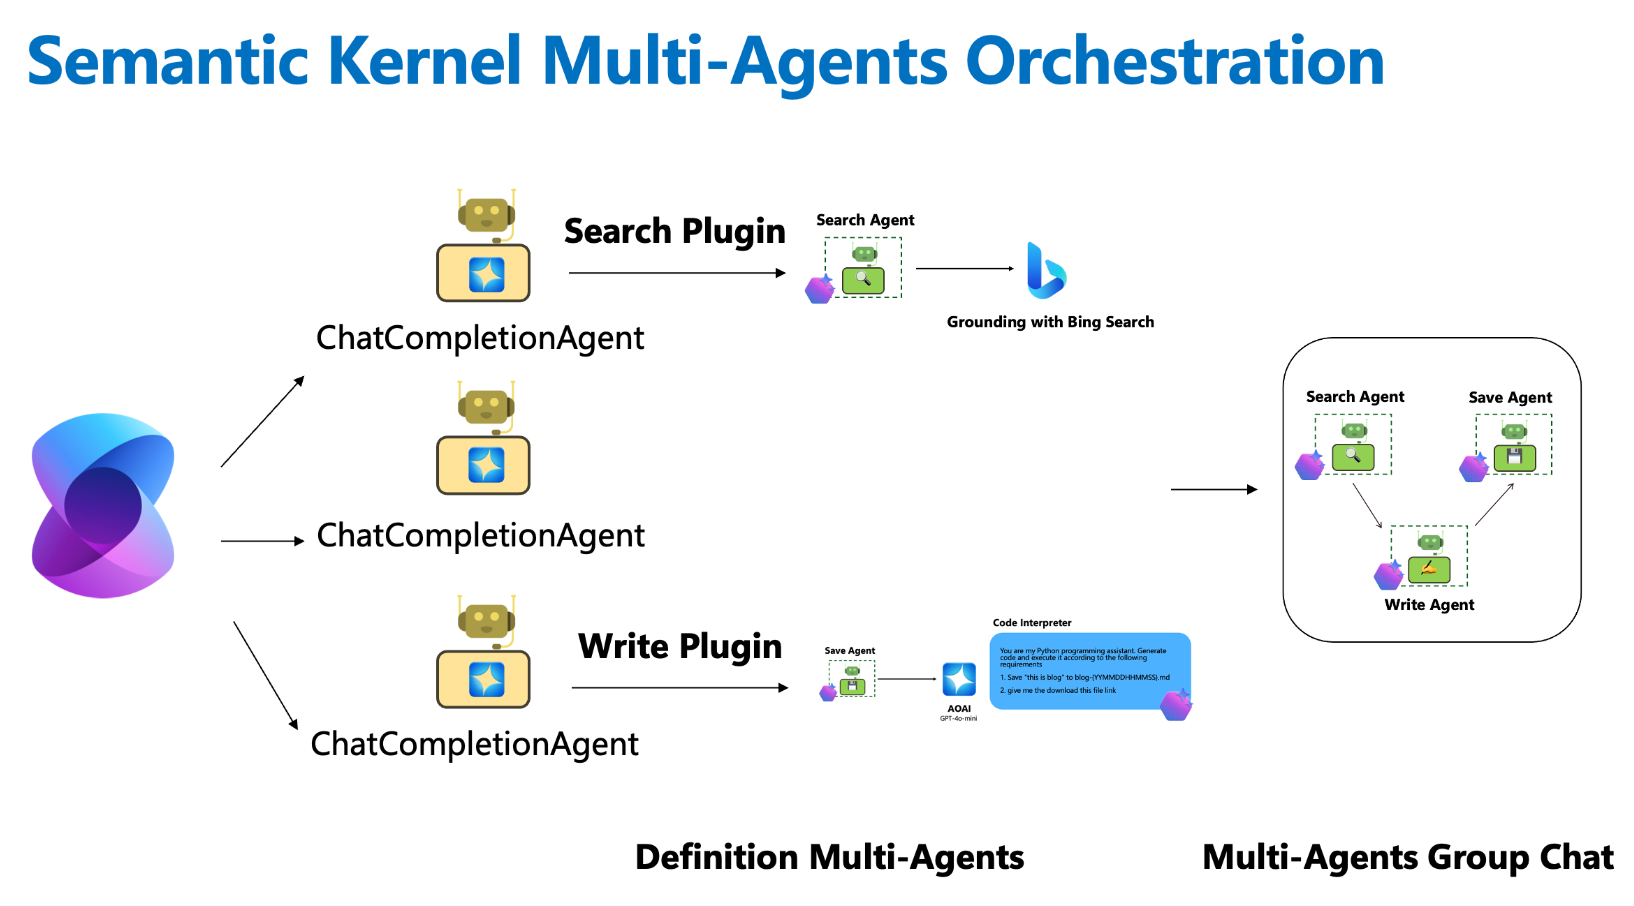 Semantic Kernel Multi-Agents Orchestration
Search Plugin
Search Agent
Grounding with Bing Search
ChatCompletionAgent
ChatCompletionAgent
Write Plugin
Save Agent
AOAI
GPT-4o-mini
Code Interpreter
You are my Python programming assistant. Generate
code and execute it according to the following
requirements
1. Save "this is blog" to blog-{YYMMDDHHMMSS}.md
2. give me the download this file link
ChatCompletionAgent
Search Agent
Save Agent
Write Agent
Definition Multi-Agents
Multi-Agents Group Chat